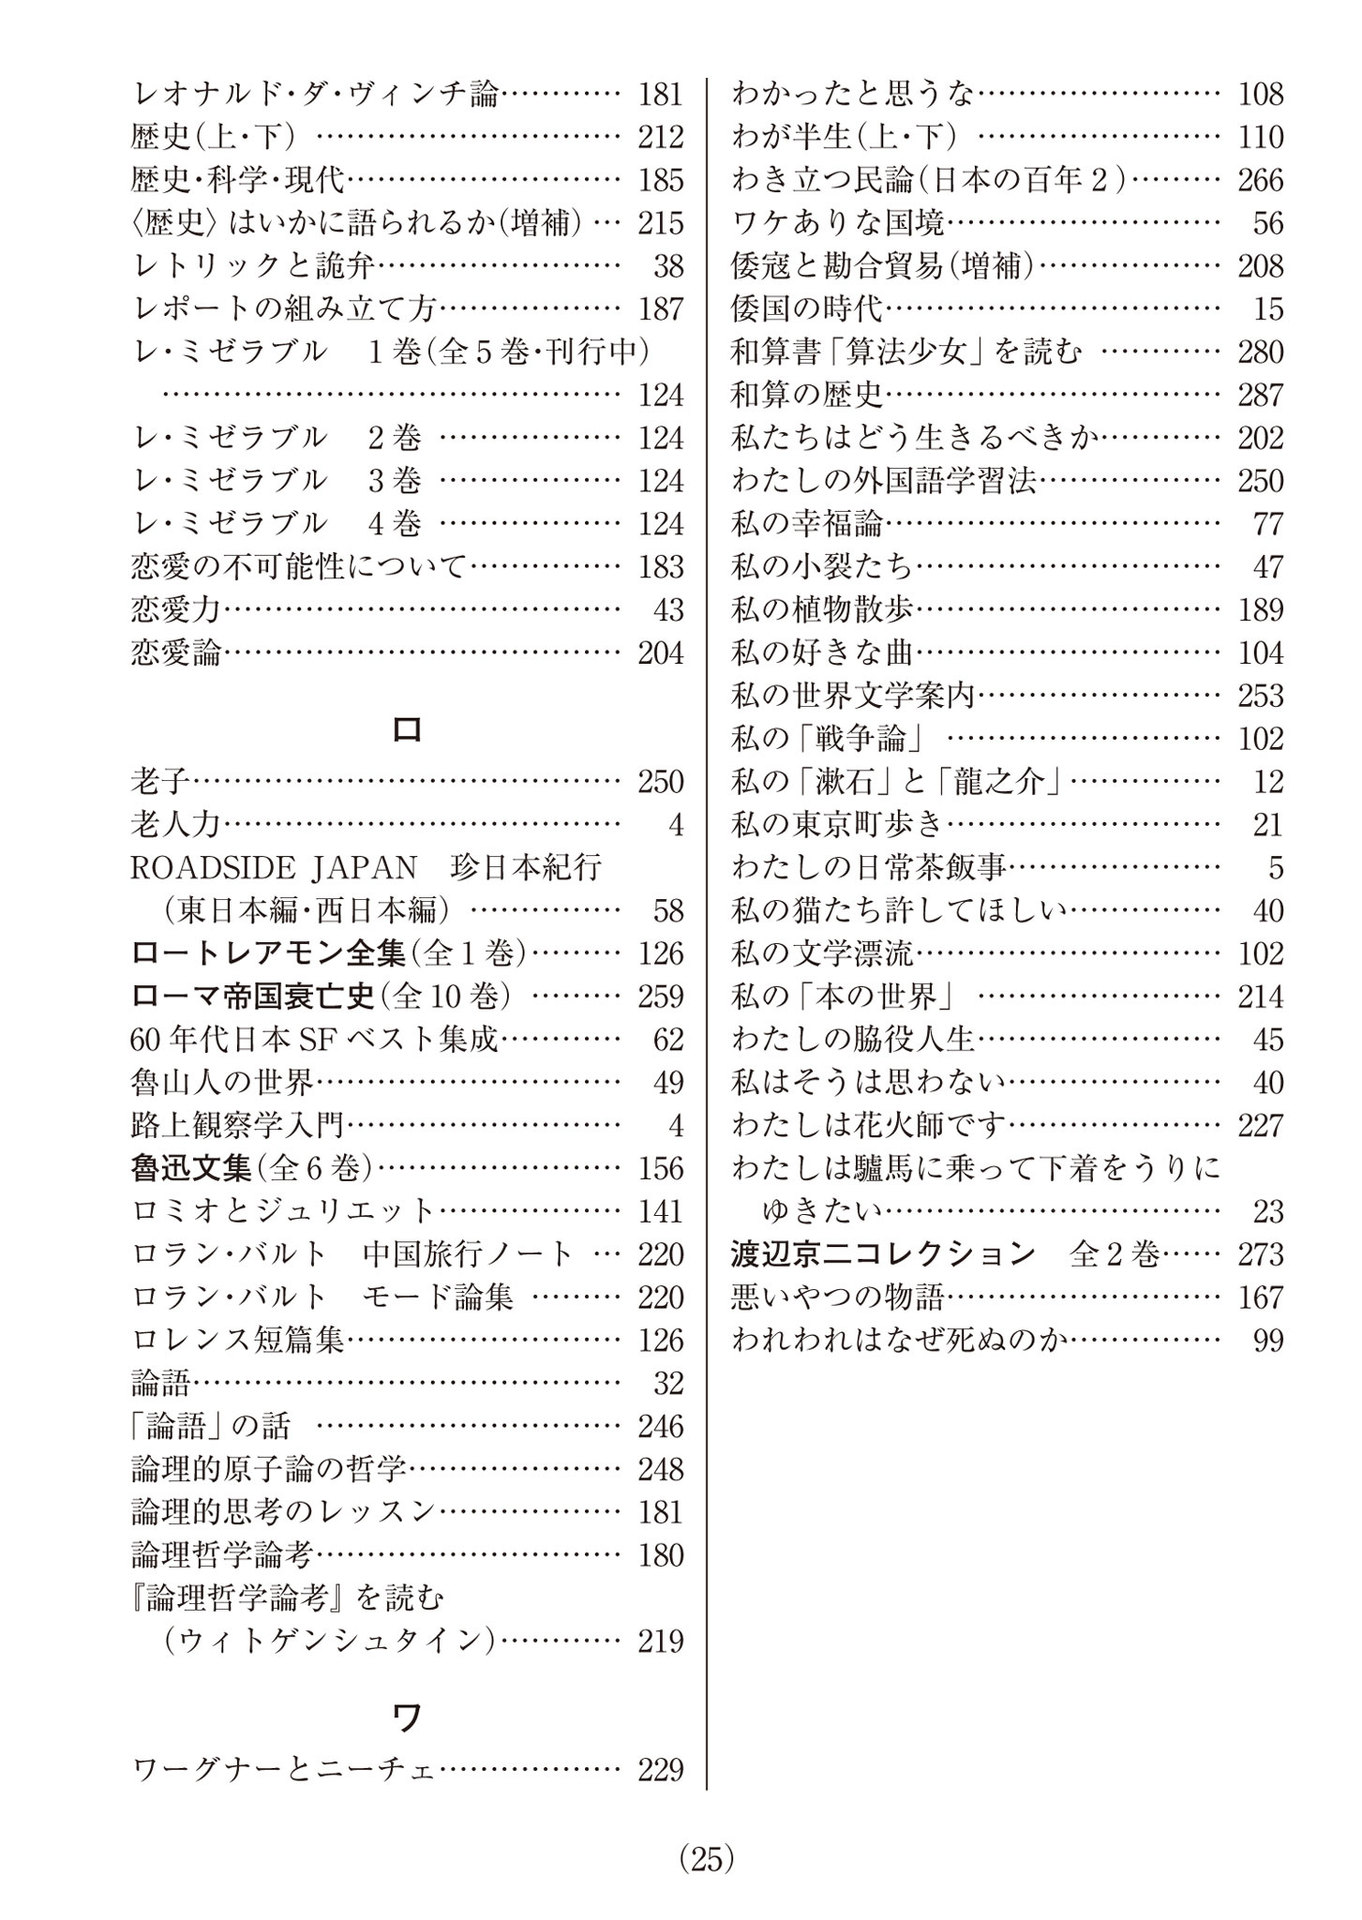 レオナルド・ダ・ヴィンチ論………… 181
歴史（上・下） ………………………… 212
歴史・科学・現代……………………… 185
〈歴史〉はいかに語られるか（増補） … 215
レトリックと詭弁…………………… 38
レポートの組み立て方……………… 187
レ・ミゼラブル　1巻（全5巻・刊行中）
……………………………………… 124
レ・ミゼラブル　2巻 ……………… 124
レ・ミゼラブル　3巻 ……………… 124
レ・ミゼラブル　4巻 ……………… 124
恋愛の不可能性について…………… 183
恋愛力………………………………… 43
恋愛論………………………………… 204
ロ
老子…………………………………… 250
老人力………………………………… 4
ROADSIDE JAPAN　珍日本紀行
（東日本編・西日本編） …………… 58
ロートレアモン全集（全1巻）……… 126
ローマ帝国衰亡史（全10巻） ……… 259
60年代日本SFベスト集成………… 62
魯山人の世界………………………… 49
路上観察学入門……………………… 4
魯迅文集（全6巻）…………………… 156
ロミオとジュリエット……………… 141
ロラン・バルト　中国旅行ノート … 220
ロラン・バルト　モード論集 ……… 220
ロレンス短篇集……………………… 126
論語…………………………………… 32
「論語」の話 ………………………… 246
論理的原子論の哲学………………… 248
論理的思考のレッスン……………… 181
論理哲学論考………………………… 180
『論理哲学論考』を読む
（ウィトゲンシュタイン）………… 219
ワ
ワーグナーとニーチェ……………… 229
わかったと思うな…………………… 108
わが半生（上・下） …………………… 110
わき立つ民論（日本の百年2）……… 266
ワケありな国境……………………… 56
倭寇と勘合貿易（増補）……………… 208
倭国の時代…………………………… 15
和算書「算法少女」を読む ………… 280
和算の歴史…………………………… 287
私たちはどう生きるべきか………… 202
わたしの外国語学習法……………… 250
私の幸福論…………………………… 77
私の小裂たち………………………… 47
私の植物散歩………………………… 189
私の好きな曲………………………… 104
私の世界文学案内…………………… 253
私の「戦争論」 ……………………… 102
私の「漱石」と「龍之介」…………… 12
私の東京町歩き……………………… 21
わたしの日常茶飯事………………… 5
私の猫たち許してほしい…………… 40
私の文学漂流………………………… 102
私の「本の世界」 …………………… 214
わたしの脇役人生…………………… 45
私はそうは思わない………………… 40
わたしは花火師です………………… 227
わたしは驢馬に乗って下着をうりに
ゆきたい…………………………… 23
渡辺京二コレクション　全2巻…… 273
悪いやつの物語……………………… 167
われわれはなぜ死ぬのか…………… 99
（25）